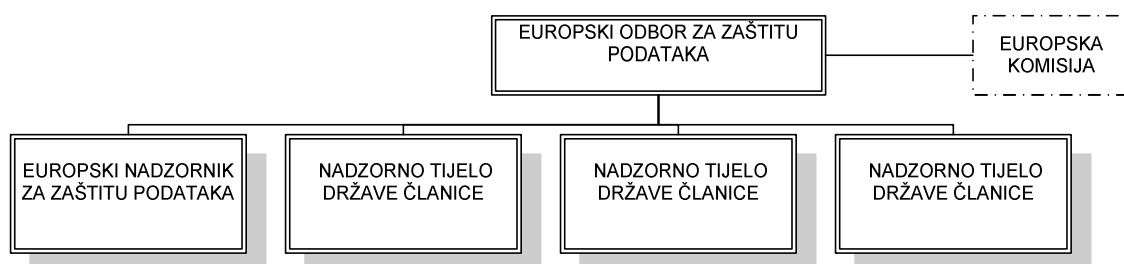 EUROPSKI ODBOR ZA ZAŠTITU
PODATAKA
EUROPSKA
KOMISIJA
EUROPSKI NADZORNIK
ZA ZAŠTITU PODATAKA
NADZORNO TIJELO
DRŽAVE ČLANICE
NADZORNO TIJELO
DRŽAVE ČLANICE
NADZORNO TIJELO
DRŽAVE ČLANICE